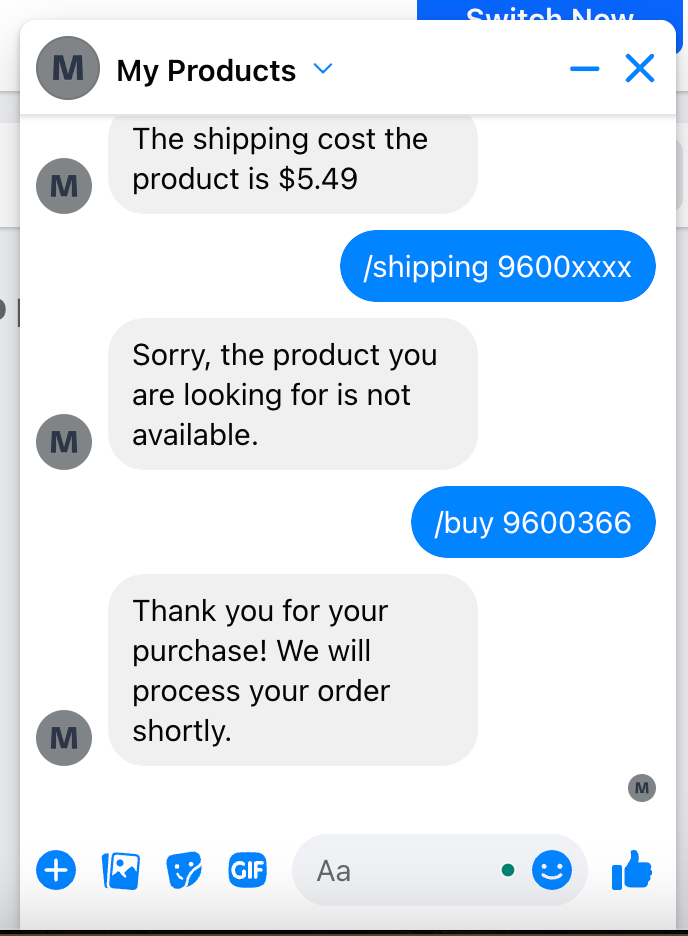 Switch Now
M My Products
The shipping cost the
product is $5.49
M
/shipping 9600xxxx
Sorry, the product you
are looking for is not
available.
M
/buy 9600366
Thank you for your
purchase! We will
process your order
shortly.
M
M
GIF
Aa